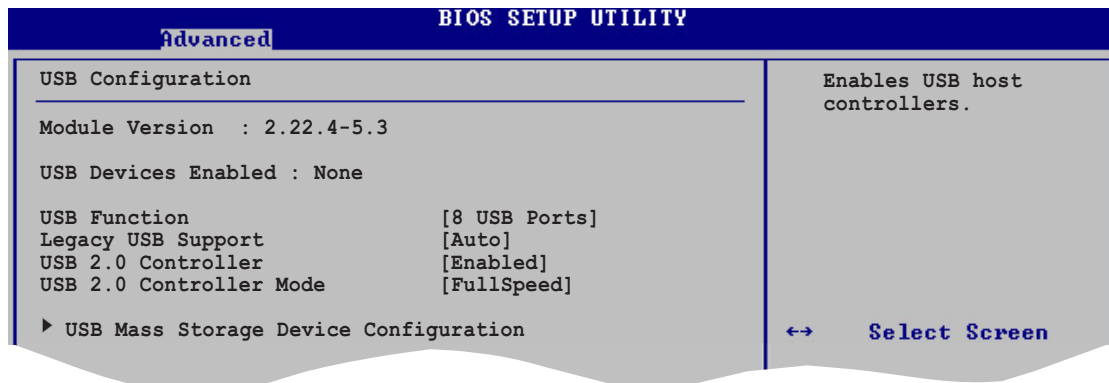 BIOS SETUP UTILITY
Advanced
USB Configuration
Module Version : 2.22.4-5.3
USB Devices Enabled : None
USB Function [8 USB Ports]
Legacy USB Support [Auto]
USB 2.0 Controller [Enabled]
USB 2.0 Controller Mode [FullSpeed]
▶ USB Mass Storage Device Configuration
Enables USB host
controllers.
←→ Select Screen